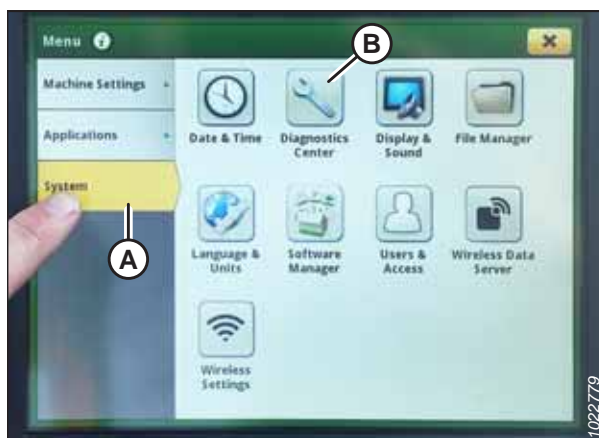 Menu i
B
Machine Settings
Applications
System
A
Date & Time
Diagnostics
Center
Display &
Sound
File Manager
Language &
Units
Software
Manager
Users &
Access
Wireless Data
Server
Wireless
Settings
1022779